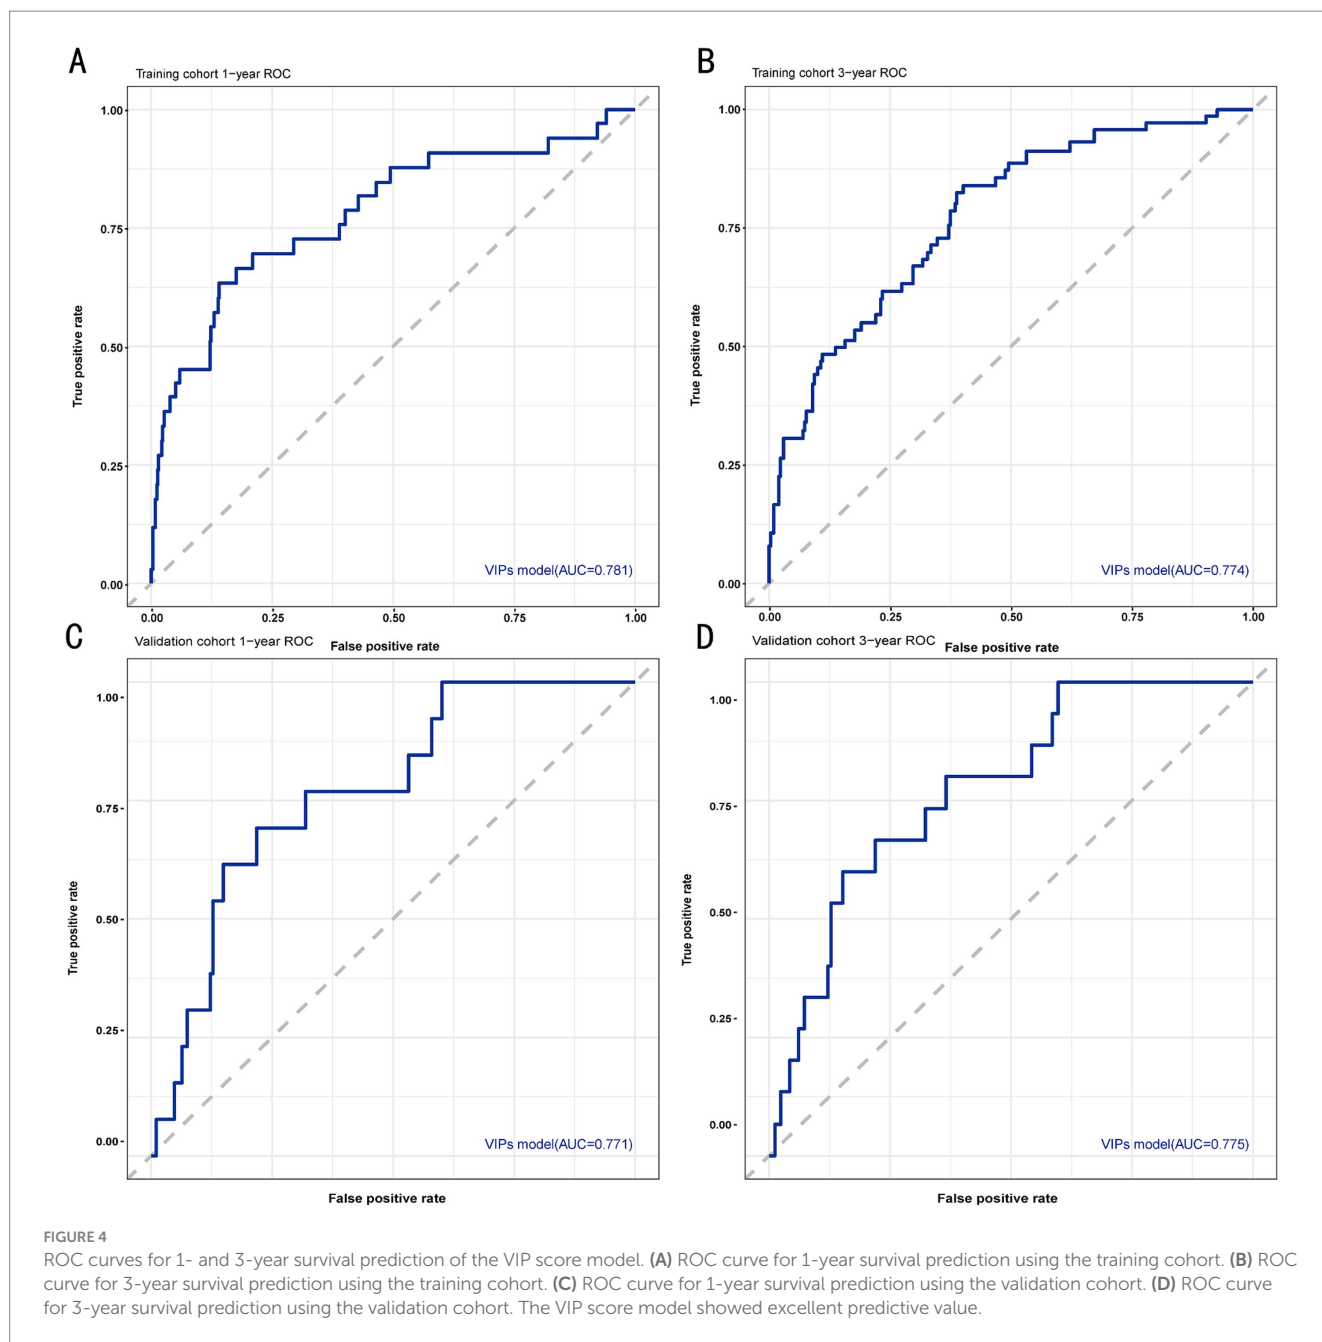 A
Training cohort 1-year ROC
1.00
0.75
0.50
0.25
0.00
True positive rate
VIPs model(AUC=0.781)
0.00 0.25 0.50 0.75 1.00
False positive rate
B
Training cohort 3-year ROC
1.00
0.75
0.50
0.25
0.00
True positive rate
VIPs model(AUC=0.774)
0.00 0.25 0.50 0.75 1.00
False positive rate
C
Validation cohort 1-year ROC
1.00
0.75
0.50
0.25
0.00
True positive rate
VIPs model(AUC=0.771)
False positive rate
D
Validation cohort 3-year ROC
1.00
0.75
0.50
0.25
0.00
True positive rate
VIPs model(AUC=0.775)
False positive rate
FIGURE 4
ROC curves for 1- and 3-year survival prediction of the VIP score model. (A) ROC curve for 1-year survival prediction using the training cohort. (B) ROC
curve for 3-year survival prediction using the training cohort. (C) ROC curve for 1-year survival prediction using the validation cohort. (D) ROC curve
for 3-year survival prediction using the validation cohort. The VIP score model showed excellent predictive value.